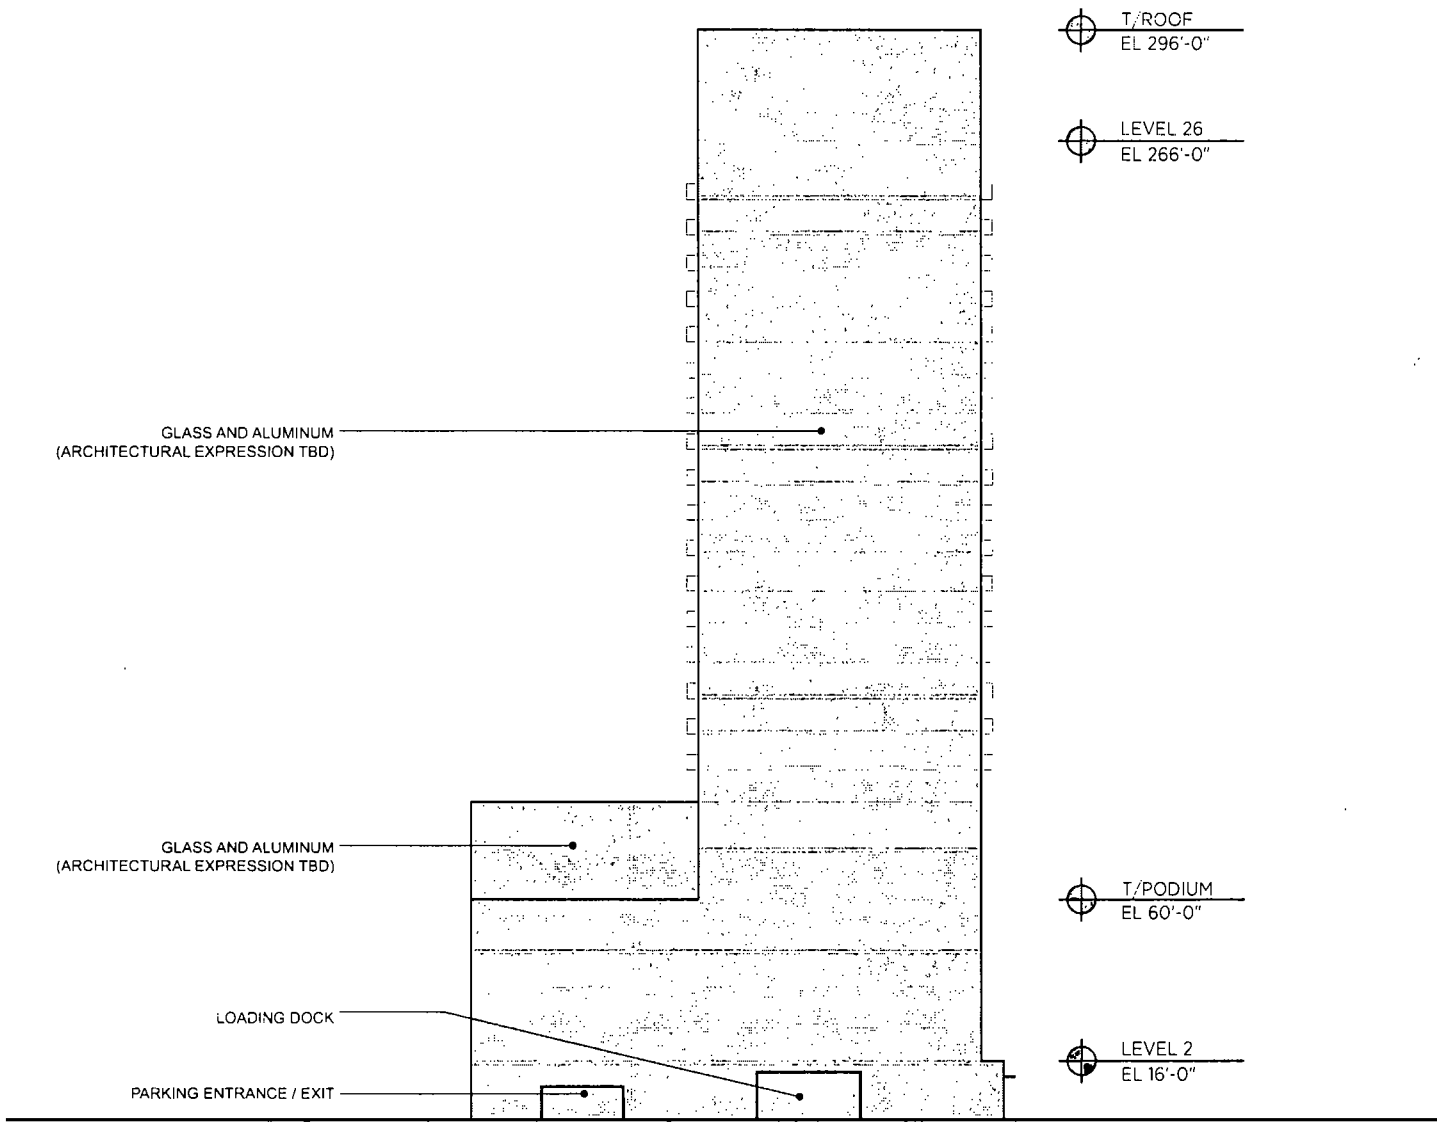 T/ROOF
EL 296'-0"
LEVEL 26
EL 266'-0"
GLASS AND ALUMINUM
(ARCHITECTURAL EXPRESSION TBD)
GLASS AND ALUMINUM
(ARCHITECTURAL EXPRESSION TBD)
T/PODIUM
EL 60'-0"
LOADING DOCK
LEVEL 2
EL 16'-0"
PARKING ENTRANCE / EXIT